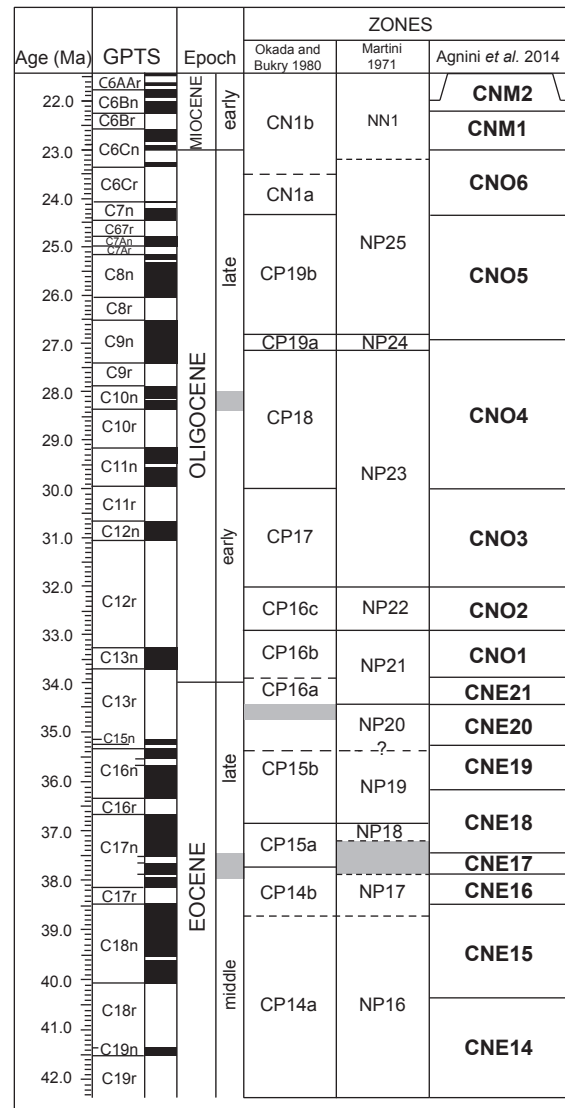 ZONES
Age (Ma) GPTS Epoch Okada and Bukry 1980 Martini 1971 Agnini et al. 2014
22.0
23.0
24.0
25.0
26.0
27.0
28.0
29.0
30.0
31.0
32.0
33.0
34.0
35.0
36.0
37.0
38.0
39.0
40.0
41.0
42.0
C6AAr
C6Bn
C6Br
C6Cn
C6Cr
C7n
C67r
C7An
C7Ar
C8n
C8r
C9n
C9r
C10n
C10r
C11n
C11r
C12n
C12r
C13n
C13r
C15n
C16n
C16r
C17n
C17r
C18n
C18r
C19n
C19r
MIOCENE
OLIGOCENE
EOCENE
early
late
early
late
middle
CN1b
CN1a
CP19b
CP19a
CP18
CP17
CP16c
CP16b
CP16a
CP15b
CP15a
CP14b
CP14a
NN1
NP25
NP24
NP23
NP22
NP21
NP20
?
NP19
NP18
NP17
NP16
CNM2
CNM1
CNO6
CNO5
CNO4
CNO3
CNO2
CNO1
CNE21
CNE20
CNE19
CNE18
CNE17
CNE16
CNE15
CNE14